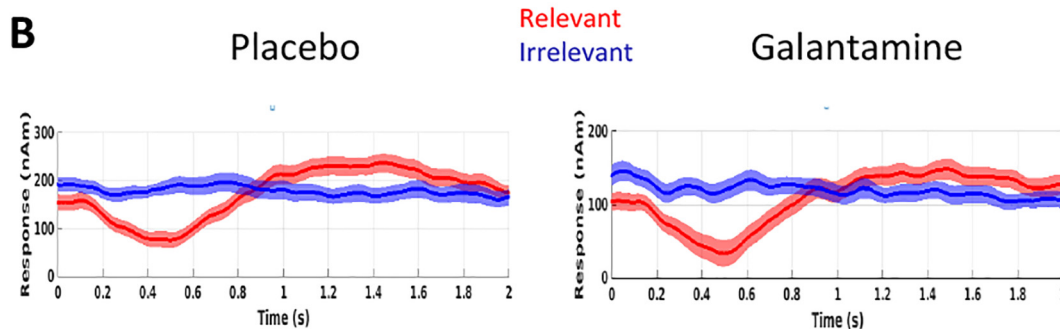 B
Placebo
Relevant
Irrelevant
Galantamine
Response (nAm)
300
200
100
0
0 0.2 0.4 0.6 0.8 1 1.2 1.4 1.6 1.8 2
Time (s)
Response (nAm)
200
100
0
0 0.2 0.4 0.6 0.8 1 1.2 1.4 1.6 1.8
Time (s)